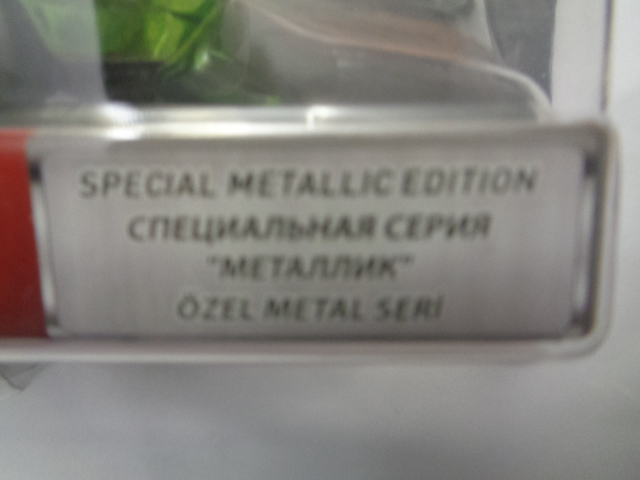 SPECIAL METALLIC EDITION
СПЕЦИАЛЬНАЯ СЕРИЯ
"МЕТАЛЛИК"
ÖZEL METAL SERİ